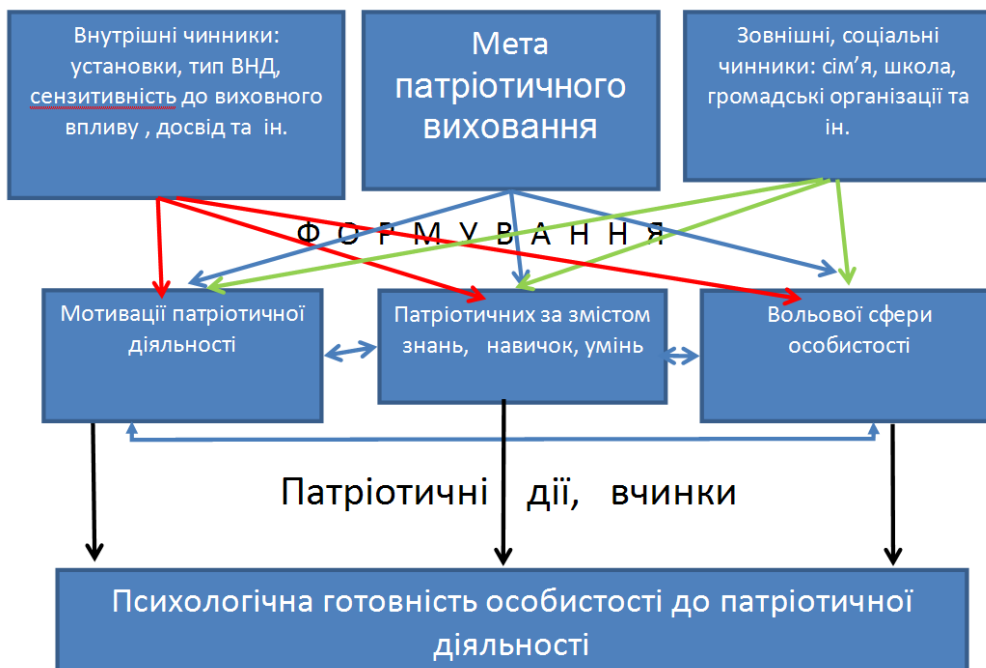 Внутрішні чинники:
установки, тип ВНД,
сензитивність до виховного
впливу , досвід та ін.
Мета
патріотичного
виховання
Зовнішні, соціальні
чинники: сім’я, школа,
громадські організації та
ін.
Ф О Р М У В А Н Н Я
Мотивації патріотичної
діяльності
Патріотичних за змістом
знань, навичок, умінь
Вольової сфери
особистості
Патріотичні дії, вчинки
Психологічна готовність особистості до патріотичної
діяльності